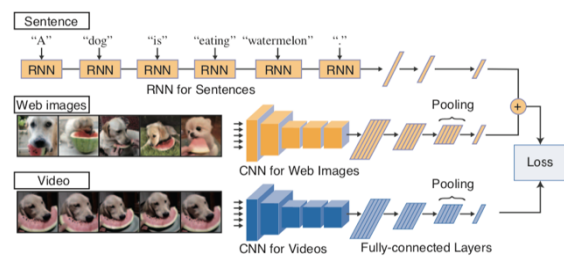 Sentence
“A” “dog” “is” “eating” “watermelon” “.”
RNN RNN RNN RNN RNN RNN
RNN for Sentences
Web images
Pooling
+
CNN for Web Images
Loss
Video
Pooling
CNN for Videos Fully-connected Layers